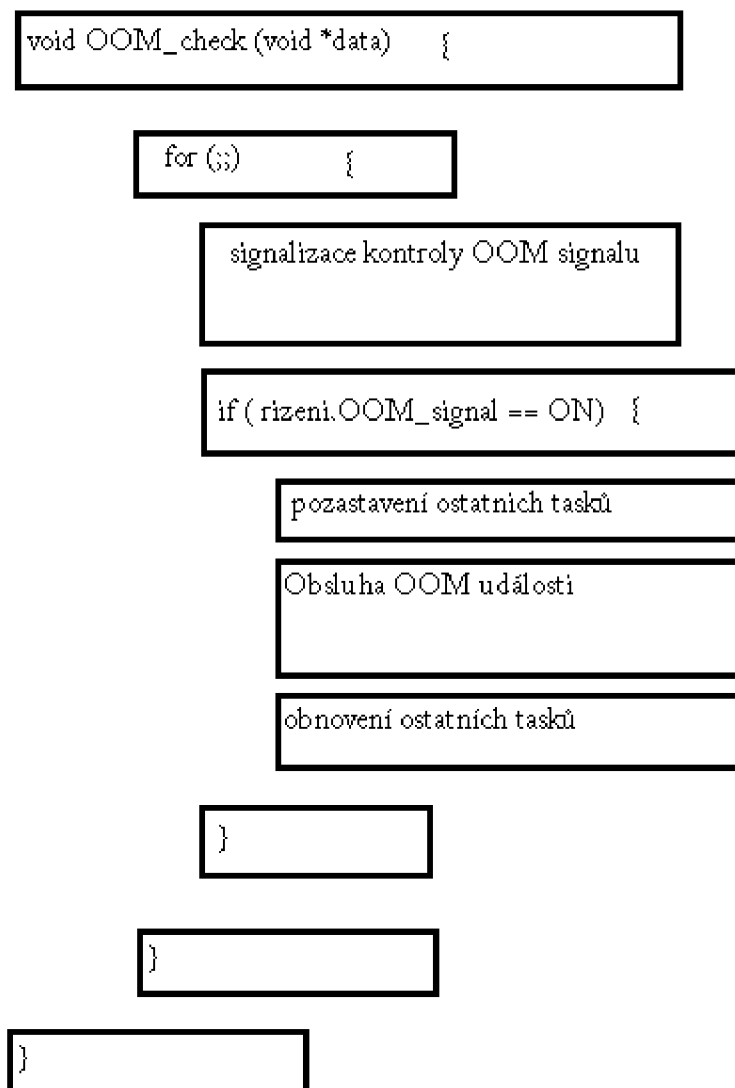 void OOM_check (void *data) {
for (;;) {
signalizace kontroly OOM signalu
if ( rizeni.OOM_signal == ON) {
pozastavení ostatnich tasků
Obsluha OOM události
obnovení ostatních tasků
}
}
}